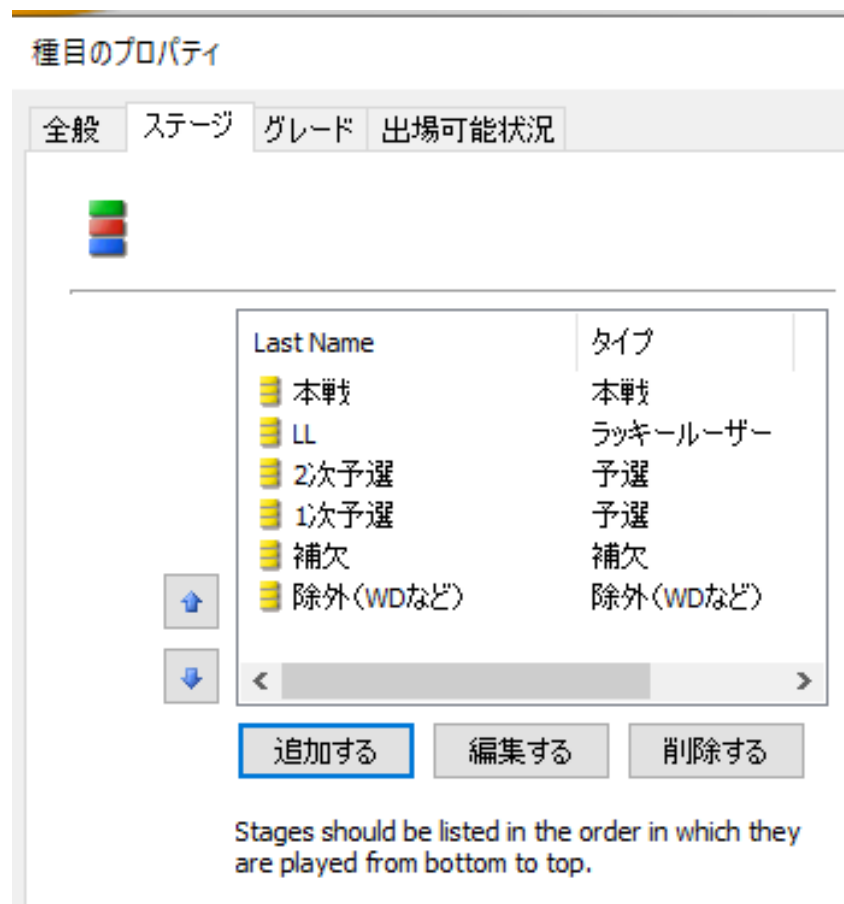 種目のプロパティ
全般 ステージ グレード 出場可能状況
Last Name タイプ
本戦 本戦
LL ラッキールーザー
2次予選 予選
1次予選 予選
補欠 補欠
除外(WDなど) 除外(WDなど)
追加する 編集する 削除する
Stages should be listed in the order in which they
are played from bottom to top.